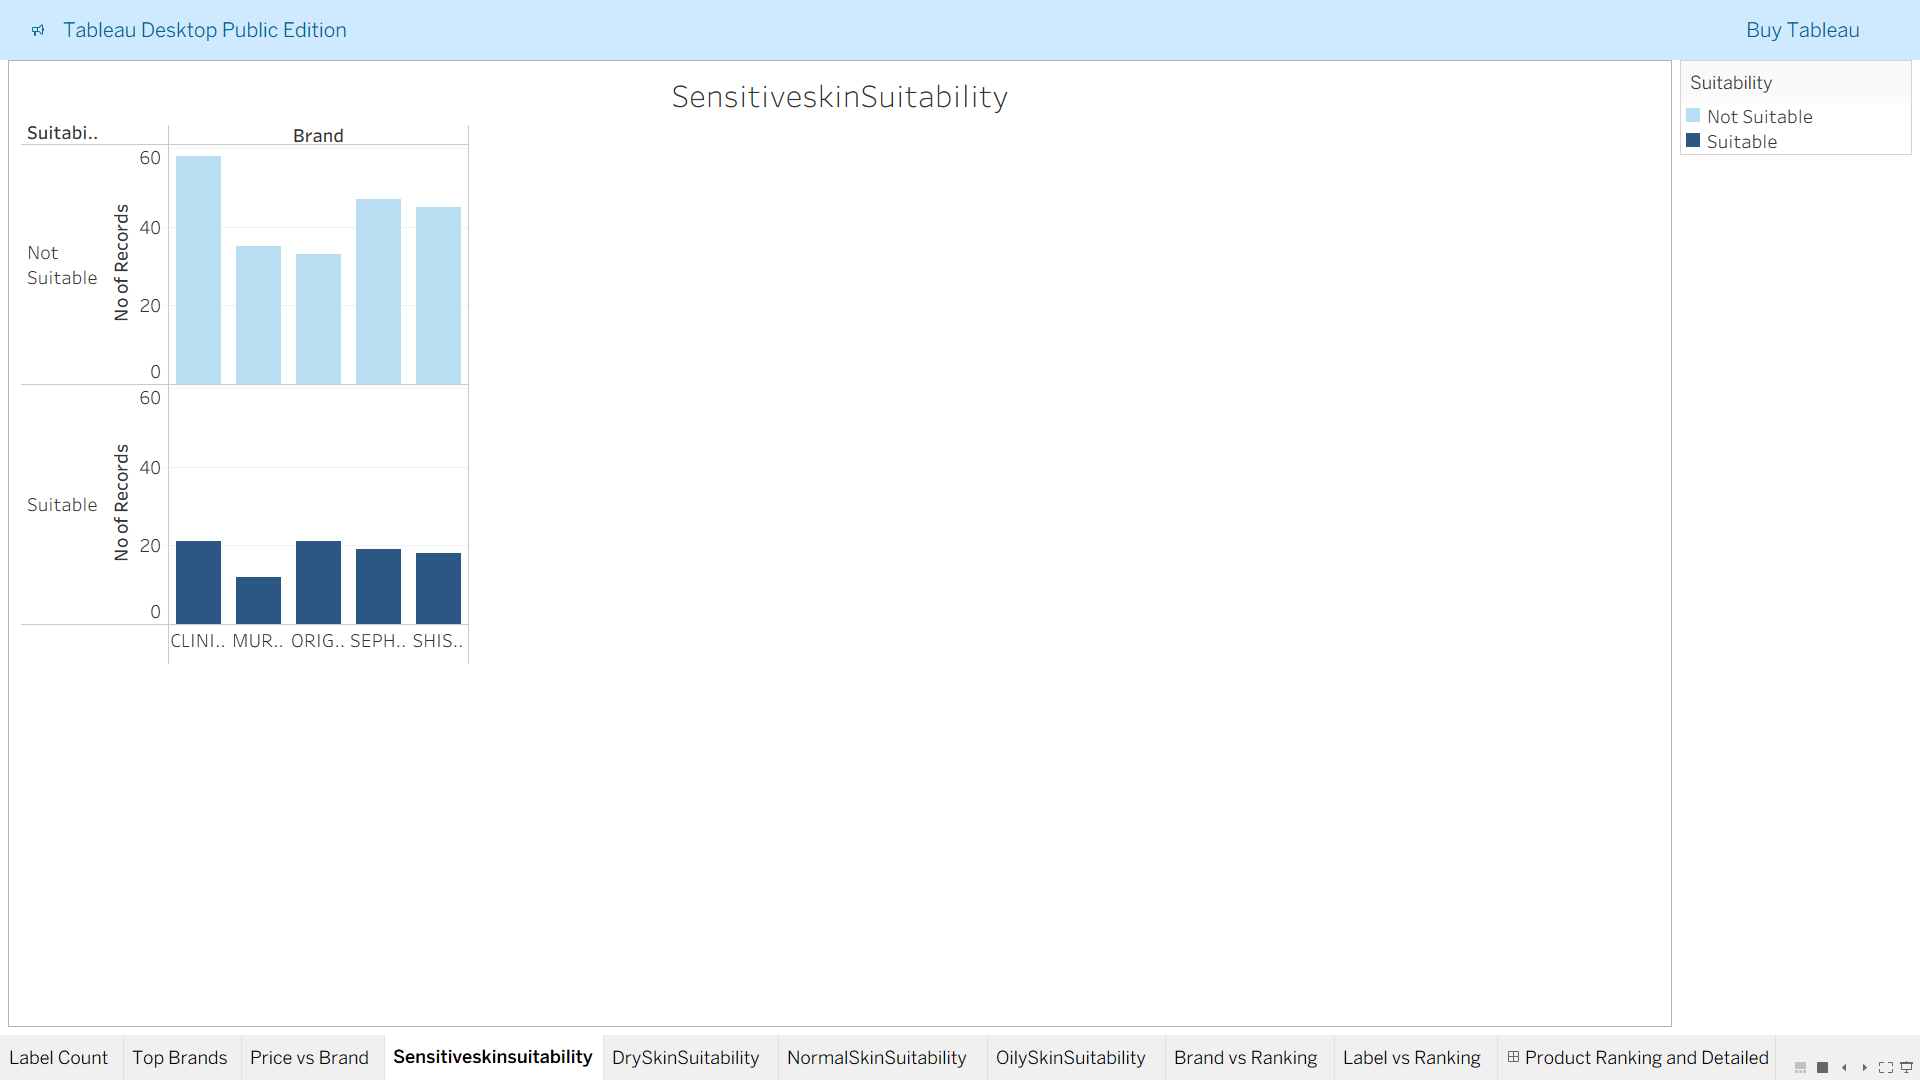 Tableau Desktop Public Edition
Buy Tableau
SensitiveskinSuitability
Suitabi..
Brand
Not
Suitable
No of Records
60
40
20
0
Suitable
No of Records
60
40
20
0
CLINI.. MUR.. ORIG.. SEPH.. SHIS..
Suitability
Not Suitable
Suitable
Label Count Top Brands Price vs Brand Sensitiveskinsuitability DrySkinSuitability NormalSkinSuitability OilySkinSuitability Brand vs Ranking Label vs Ranking Product Ranking and Detailed